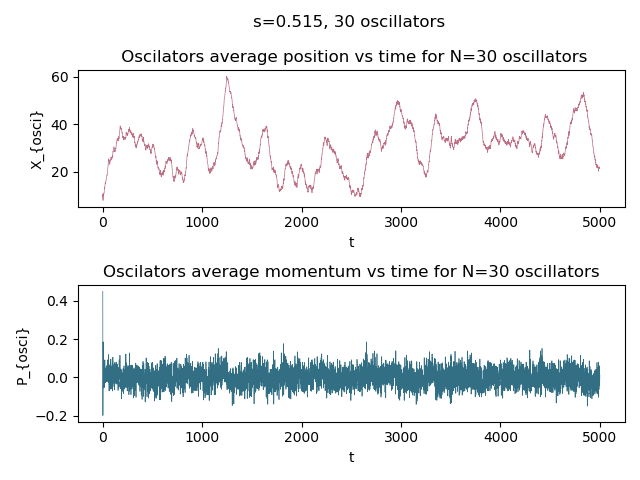 s=0.515, 30 oscillators
Oscilators average position vs time for N=30 oscillators
60
40
20
X_{osci}
0 1000 2000 3000 4000 5000
t
Oscilators average momentum vs time for N=30 oscillators
0.4
0.2
0.0
−0.2
P_{osci}
0 1000 2000 3000 4000 5000
t